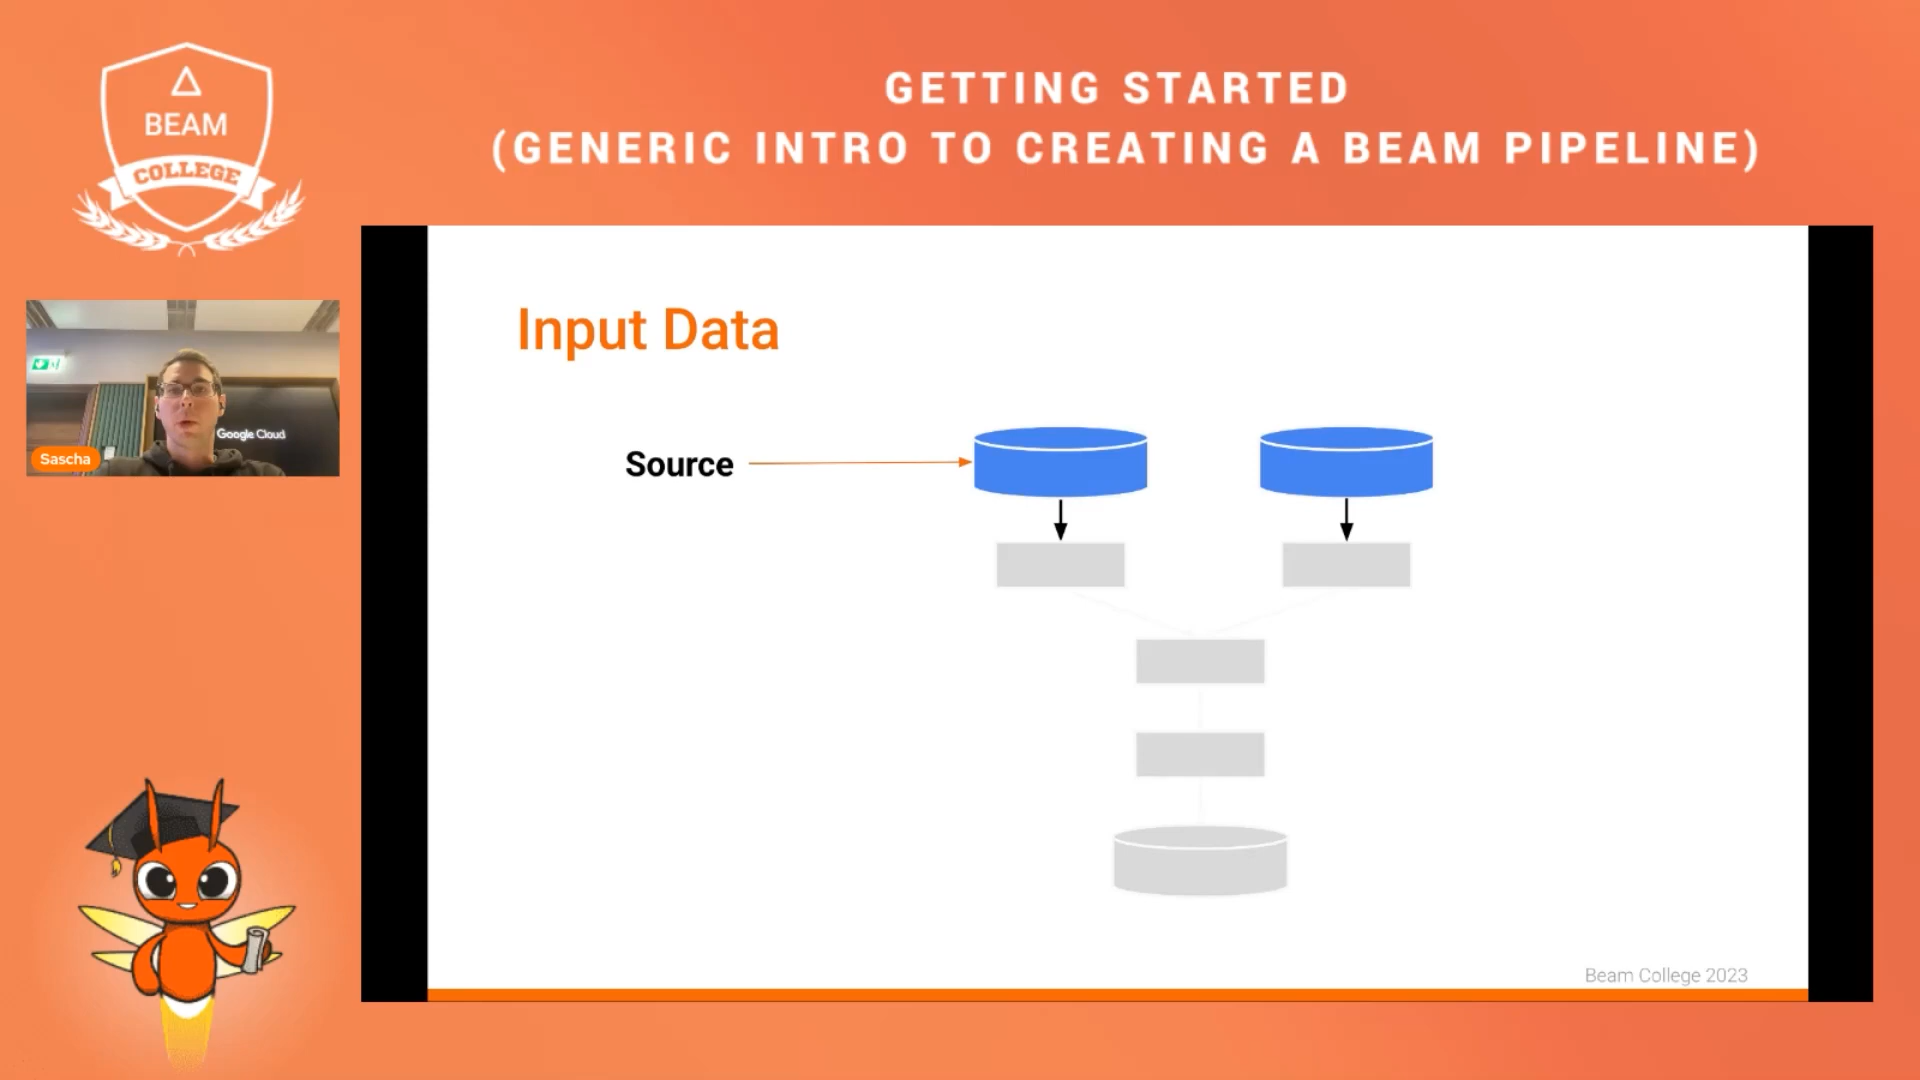 BEAM
COLLEGE
GETTING STARTED
(GENERIC INTRO TO CREATING A BEAM PIPELINE)
Google Cloud
Sascha
Input Data
Source
Beam College 2023